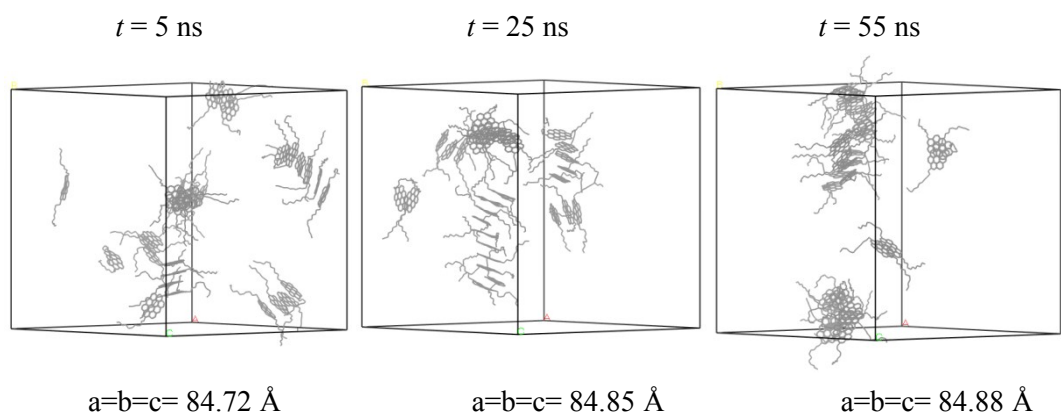 t = 5 ns
t = 25 ns
t = 55 ns
A
C
A
C
A
a=b=c= 84.72 Å
a=b=c= 84.85 Å
a=b=c= 84.88 Å